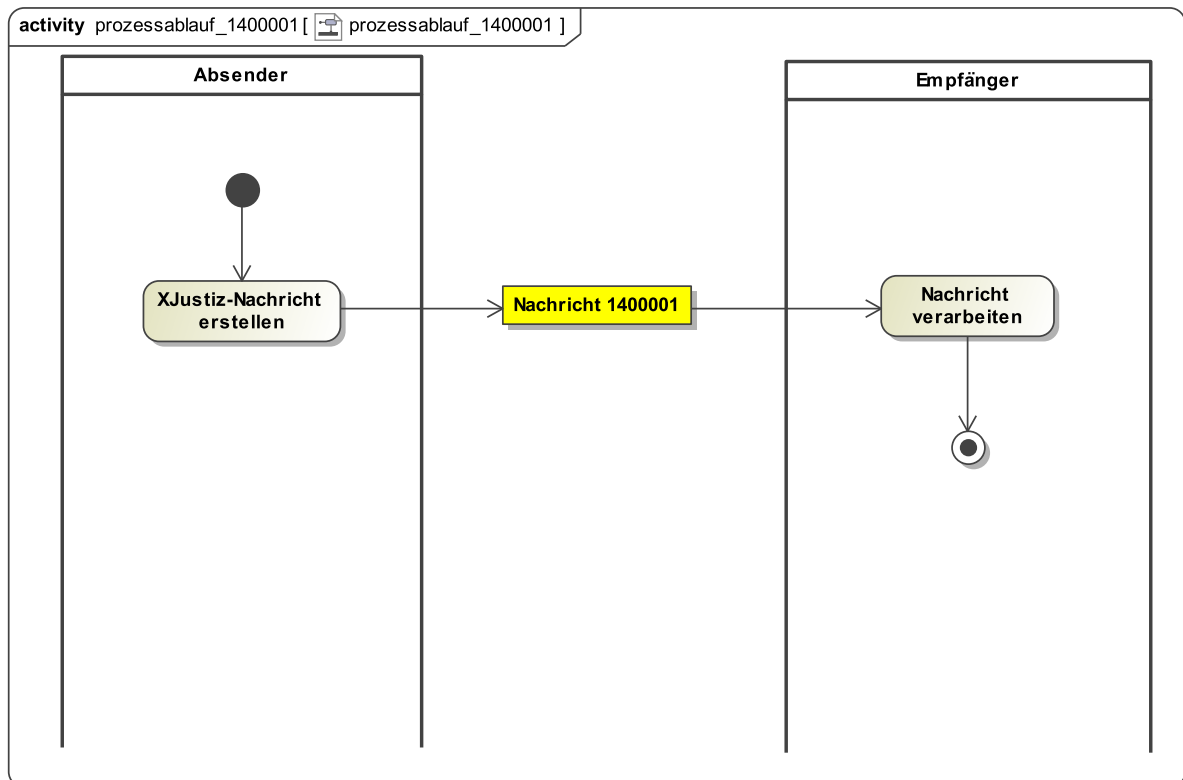 activity prozessablauf_1400001 [ prozessablauf_1400001 ]
Absender
Empfänger
XJustiz-Nachricht
erstellen
Nachricht 1400001
Nachricht
verarbeiten